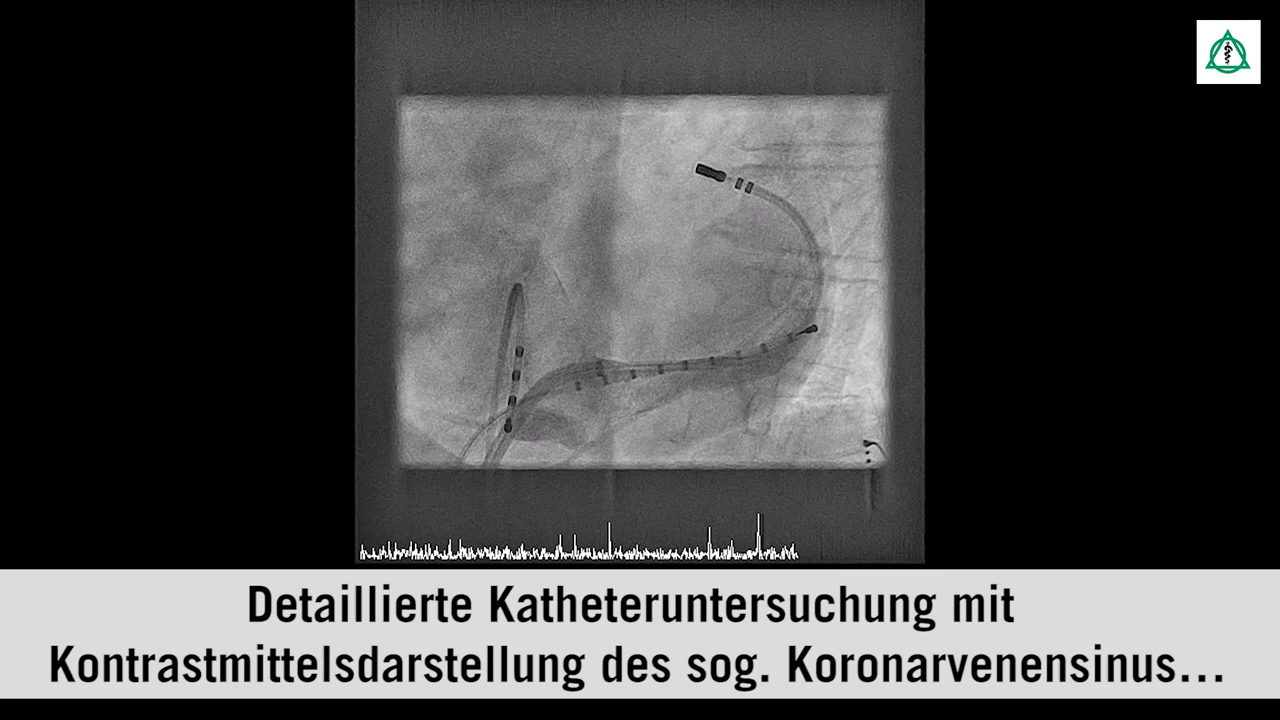 Detaillierte Katheteruntersuchung mit
Kontrastmittelsdarstellung des sog. Koronarvenensinus...